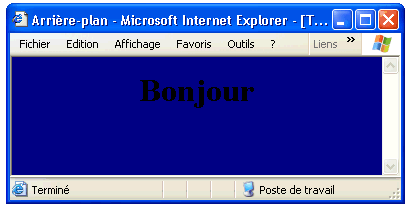 Arrière-plan - Microsoft Internet Explorer - [T...
Fichier Edition Affichage Favoris Outils ? Liens »
Bonjour
Terminé Poste de travail